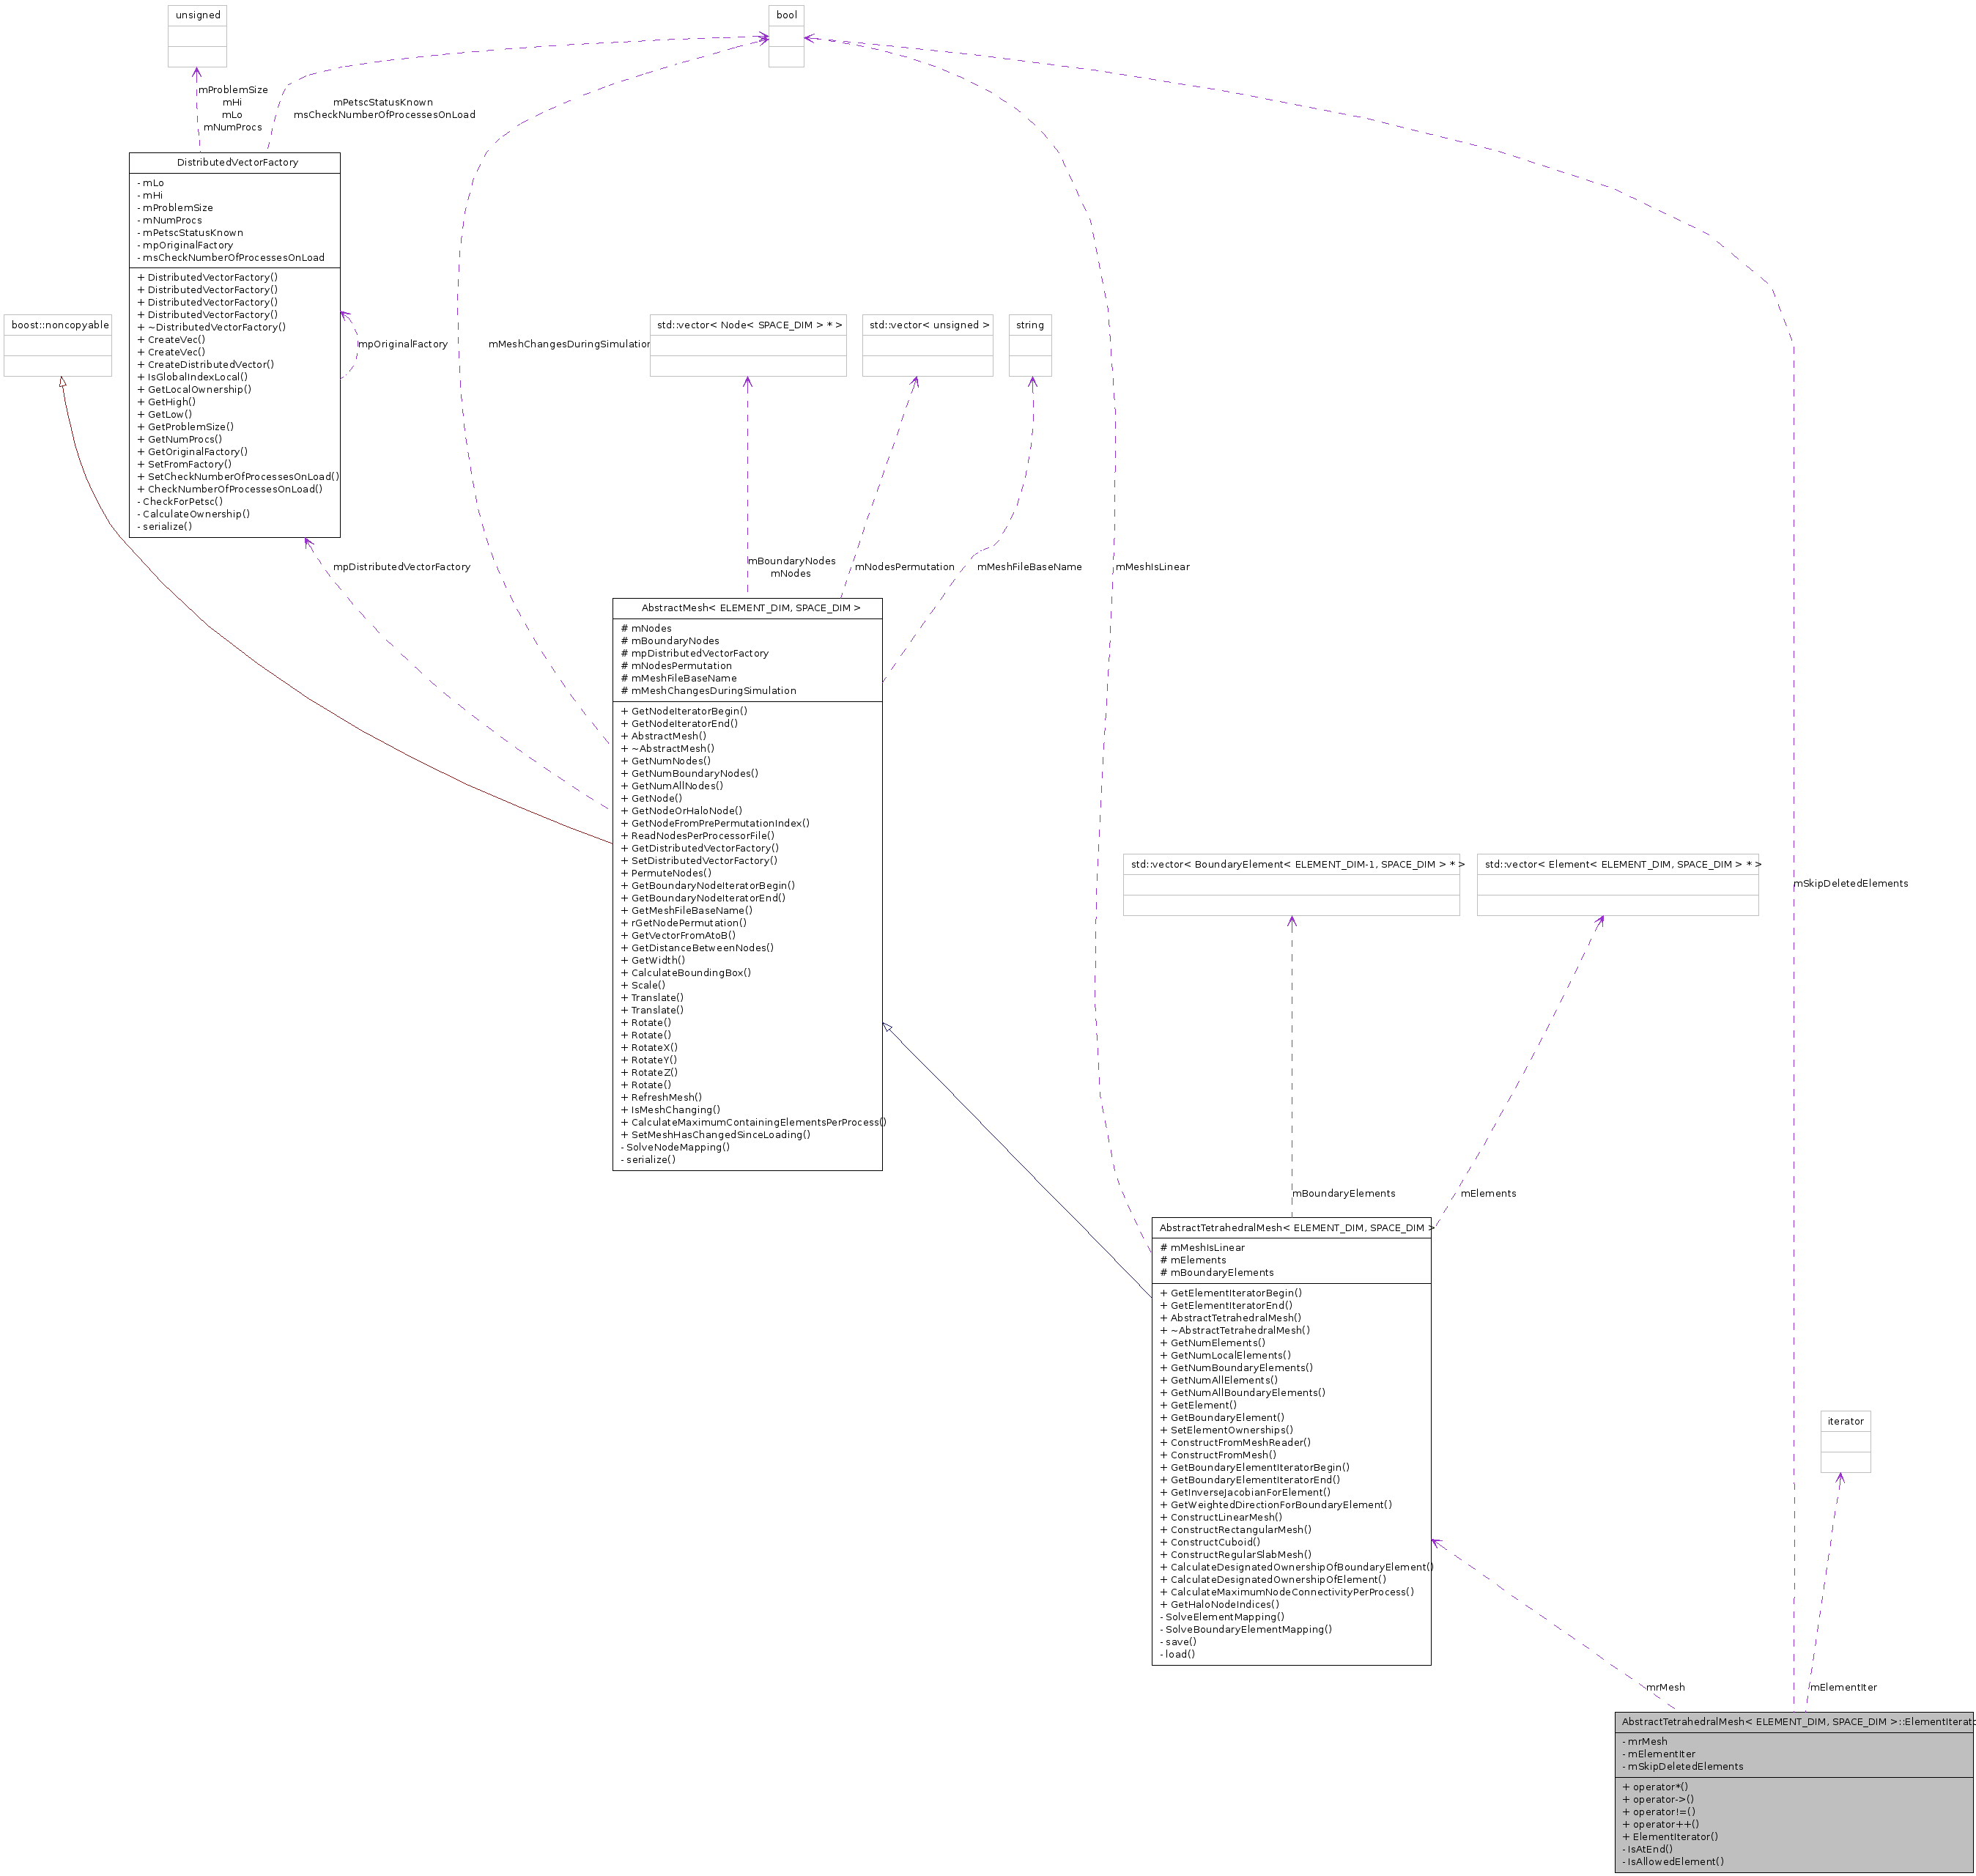 unsigned
bool
mProblemSize
mHi
mLo
mNumProcs
mPetscStatusKnown
msCheckNumberOfProcessesOnLoad
DistributedVectorFactory
- mLo
- mHi
- mProblemSize
- mNumProcs
- mPetscStatusKnown
- mpOriginalFactory
- msCheckNumberOfProcessesOnLoad
+ DistributedVectorFactory()
+ DistributedVectorFactory()
+ DistributedVectorFactory()
+ DistributedVectorFactory()
+ ~DistributedVectorFactory()
+ CreateVec()
+ CreateVec()
+ CreateDistributedVector()
+ IsGlobalIndexLocal()
+ GetLocalOwnership()
+ GetHigh()
+ GetLow()
+ GetProblemSize()
+ GetNumProcs()
+ GetOriginalFactory()
+ SetFromFactory()
+ SetCheckNumberOfProcessesOnLoad()
+ CheckNumberOfProcessesOnLoad()
- CheckForPetsc()
- CalculateOwnership()
- serialize()
boost::noncopyable
mpOriginalFactory
mMeshChangesDuringSimulation
std::vector< Node< SPACE_DIM > * >
std::vector< unsigned >
string
mpDistributedVectorFactory
mBoundaryNodes
mNodes
mNodesPermutation
mMeshFileBaseName
mMeshIsLinear
AbstractMesh< ELEMENT_DIM, SPACE_DIM >
# mNodes
# mBoundaryNodes
# mpDistributedVectorFactory
# mNodesPermutation
# mMeshFileBaseName
# mMeshChangesDuringSimulation
+ GetNodeIteratorBegin()
+ GetNodeIteratorEnd()
+ AbstractMesh()
+ ~AbstractMesh()
+ GetNumNodes()
+ GetNumBoundaryNodes()
+ GetNumAllNodes()
+ GetNode()
+ GetNodeOrHaloNode()
+ GetNodeFromPrePermutationIndex()
+ ReadNodesPerProcessorFile()
+ GetDistributedVectorFactory()
+ SetDistributedVectorFactory()
+ PermuteNodes()
+ GetBoundaryNodeIteratorBegin()
+ GetBoundaryNodeIteratorEnd()
+ GetMeshFileBaseName()
+ rGetNodePermutation()
+ GetVectorFromAtoB()
+ GetDistanceBetweenNodes()
+ GetWidth()
+ CalculateBoundingBox()
+ Scale()
+ Translate()
+ Translate()
+ Rotate()
+ Rotate()
+ RotateX()
+ RotateY()
+ RotateZ()
+ Rotate()
+ RefreshMesh()
+ IsMeshChanging()
+ CalculateMaximumContainingElementsPerProcess()
+ SetMeshHasChangedSinceLoading()
- SolveNodeMapping()
- serialize()
std::vector< BoundaryElement< ELEMENT_DIM-1, SPACE_DIM > * >
std::vector< Element< ELEMENT_DIM, SPACE_DIM > * >
mSkipDeletedElements
mBoundaryElements
mElements
AbstractTetrahedralMesh< ELEMENT_DIM, SPACE_DIM >
# mMeshIsLinear
# mElements
# mBoundaryElements
+ GetElementIteratorBegin()
+ GetElementIteratorEnd()
+ AbstractTetrahedralMesh()
+ ~AbstractTetrahedralMesh()
+ GetNumElements()
+ GetNumLocalElements()
+ GetNumBoundaryElements()
+ GetNumAllElements()
+ GetNumAllBoundaryElements()
+ GetElement()
+ GetBoundaryElement()
+ SetElementOwnerships()
+ ConstructFromMeshReader()
+ ConstructFromMesh()
+ GetBoundaryElementIteratorBegin()
+ GetBoundaryElementIteratorEnd()
+ GetInverseJacobianForElement()
+ GetWeightedDirectionForBoundaryElement()
+ ConstructLinearMesh()
+ ConstructRectangularMesh()
+ ConstructCuboid()
+ ConstructRegularSlabMesh()
+ CalculateDesignatedOwnershipOfBoundaryElement()
+ CalculateDesignatedOwnershipOfElement()
+ CalculateMaximumNodeConnectivityPerProcess()
+ GetHaloNodeIndices()
- SolveElementMapping()
- SolveBoundaryElementMapping()
- save()
- load()
iterator
mrMesh
mElementIter
AbstractTetrahedralMesh< ELEMENT_DIM, SPACE_DIM >::ElementIterato
- mrMesh
- mElementIter
- mSkipDeletedElements
+ operator*()
+ operator->()
+ operator!=()
+ operator++()
+ ElementIterator()
- IsAtEnd()
- IsAllowedElement()